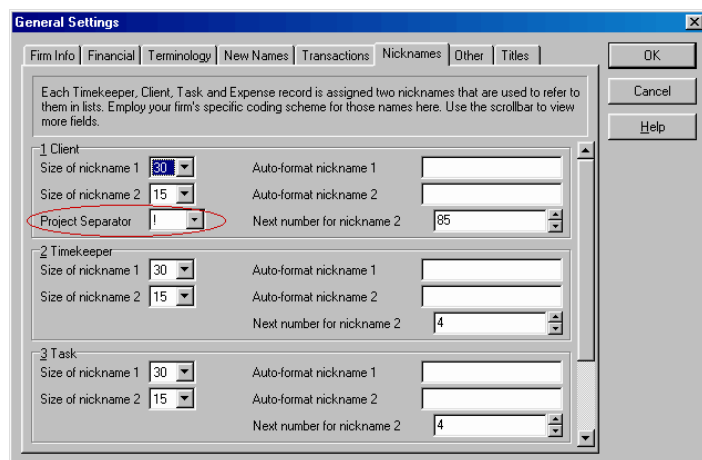 General Settings
Firm Info Financial Terminology New Names Transactions Nicknames Other Titles
OK
Cancel
Help
Each Timekeeper, Client, Task and Expense record is assigned two nicknames that are used to refer to
them in lists. Employ your firm's specific coding scheme for those names here. Use the scrollbar to view
more fields.
1 Client
Size of nickname 1 30 Auto-format nickname 1
Size of nickname 2 15 Auto-format nickname 2
Project Separator ! Next number for nickname 2 85
2 Timekeeper
Size of nickname 1 30 Auto-format nickname 1
Size of nickname 2 15 Auto-format nickname 2
Next number for nickname 2 4
3 Task
Size of nickname 1 30 Auto-format nickname 1
Size of nickname 2 15 Auto-format nickname 2
Next number for nickname 2 4